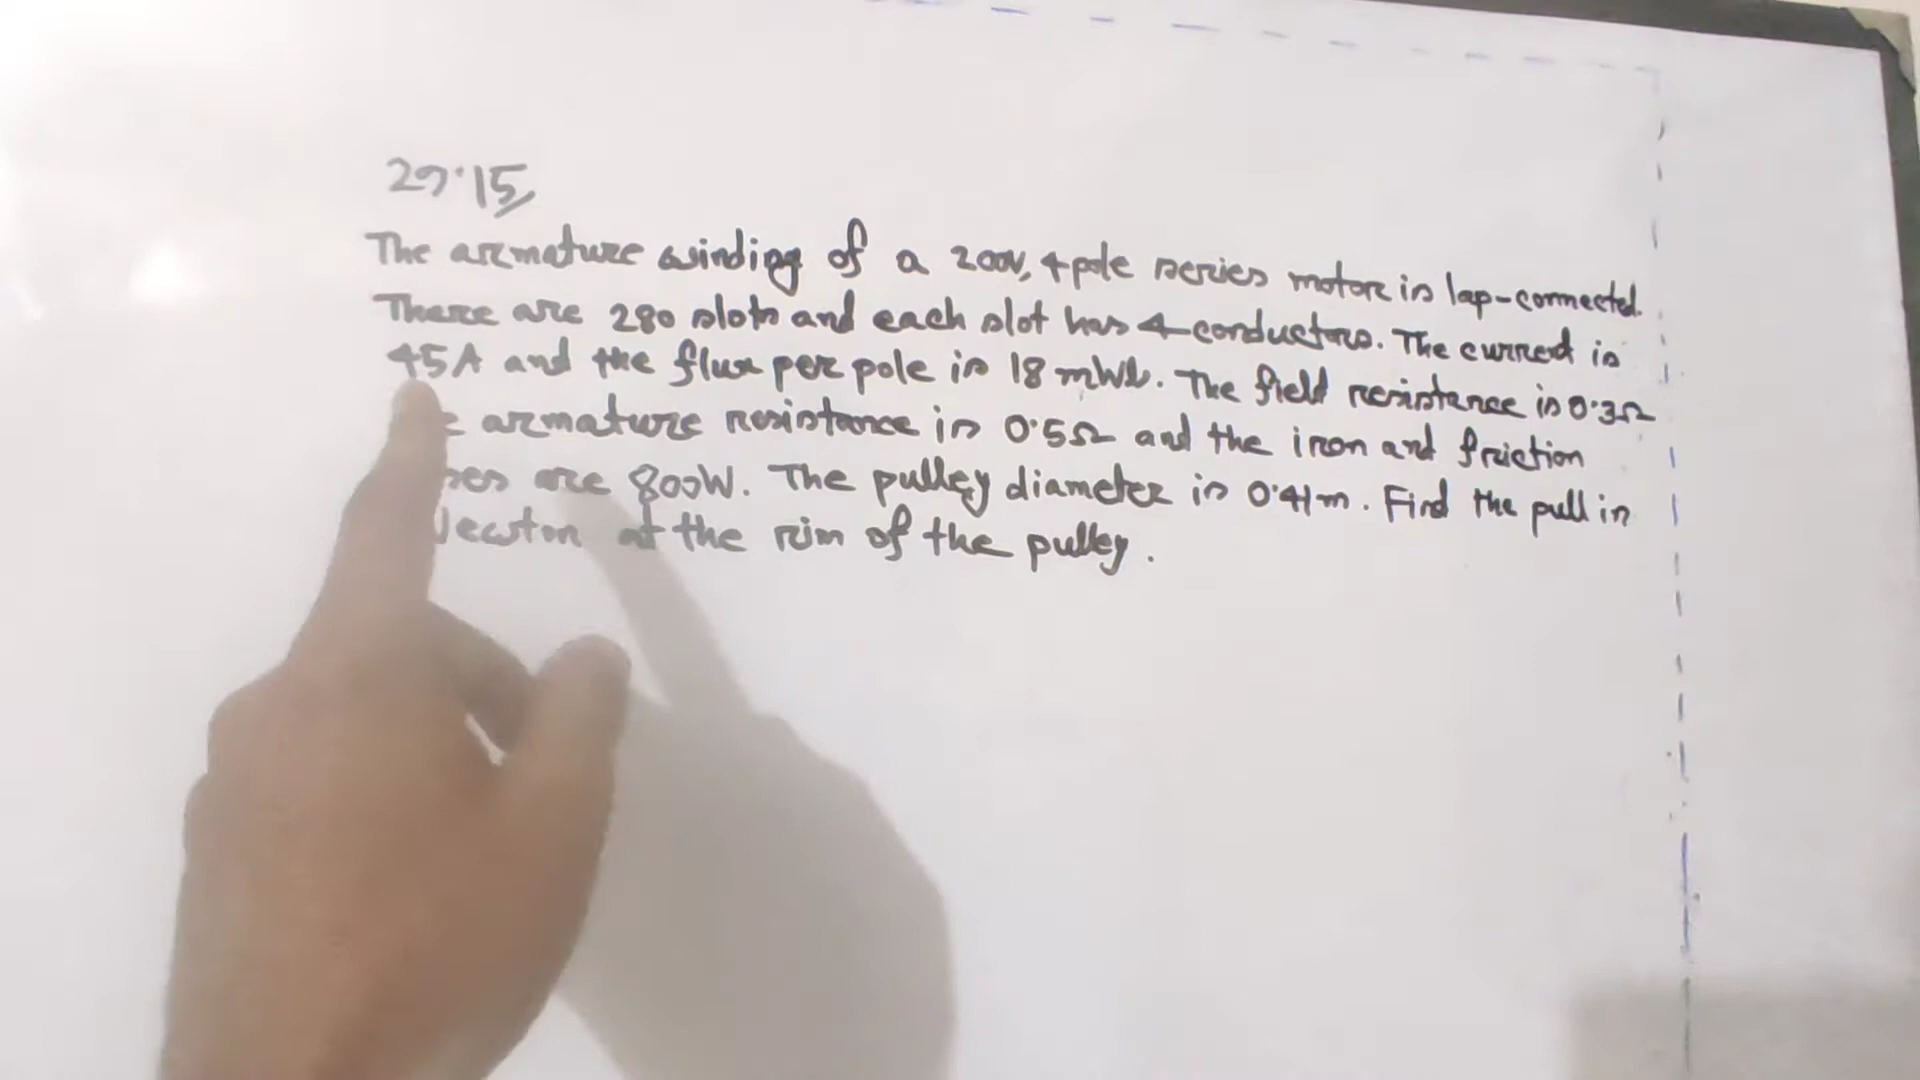 29.15
The armature winding of a 200V, 4 pole series motor is lap-connected.
There are 280 slots and each slot has 4 conductors. The current is
45A and the flux per pole is 18 mWb. The field resistance is 0.3Ω
armature resistance is 0.5Ω and the iron and friction
are 800W. The pulley diameter is 0.41m. Find the pull in
at the rim of the pulley.